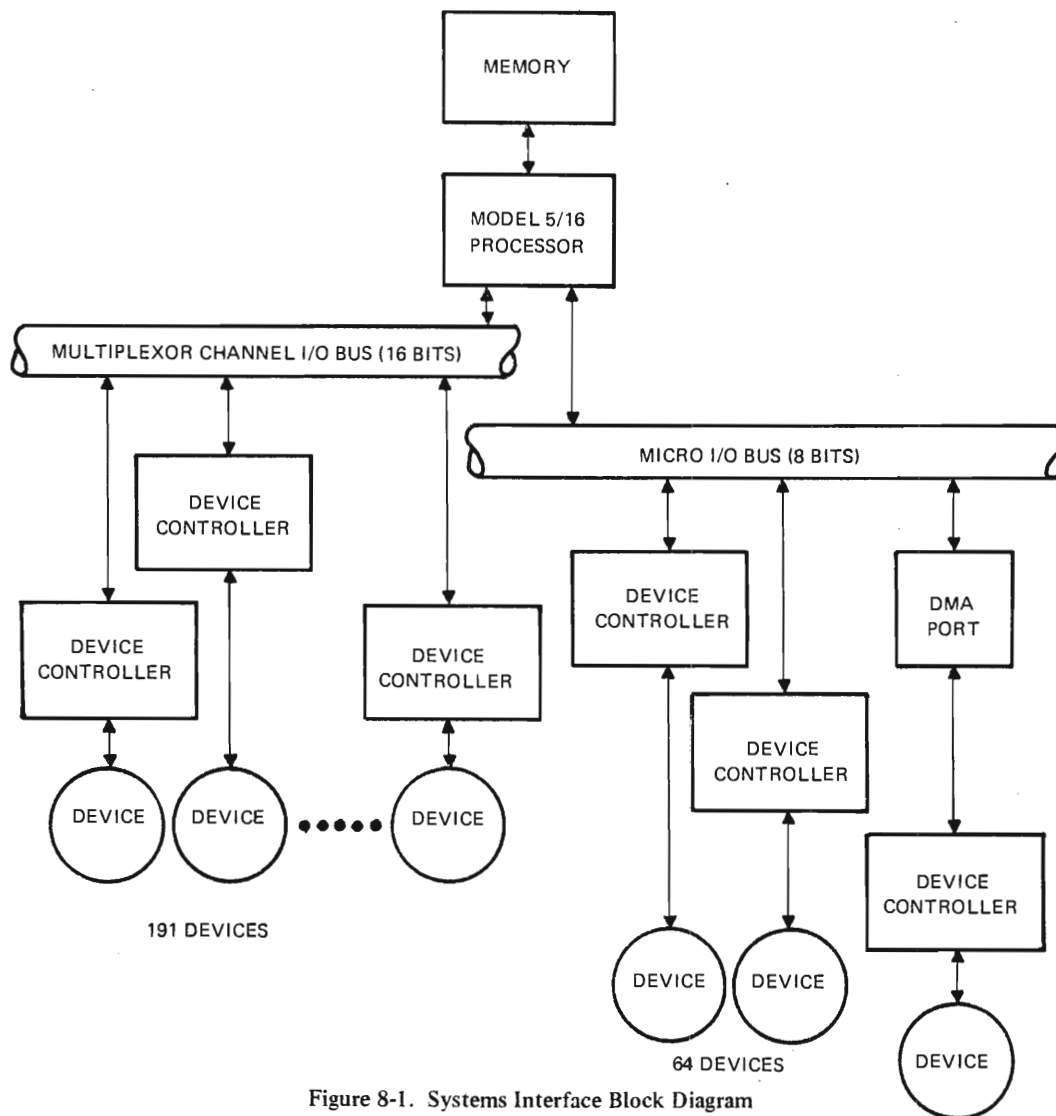 MEMORY
MODEL 5/16
PROCESSOR
MULTIPLEXOR CHANNEL I/O BUS (16 BITS)
MICRO I/O BUS (8 BITS)
DEVICE
CONTROLLER
DEVICE
CONTROLLER
DEVICE
CONTROLLER
DEVICE
DEVICE
DEVICE
191 DEVICES
DEVICE
CONTROLLER
DEVICE
CONTROLLER
DMA
PORT
DEVICE
CONTROLLER
DEVICE
DEVICE
DEVICE
64 DEVICES
Figure 8-1. Systems Interface Block Diagram